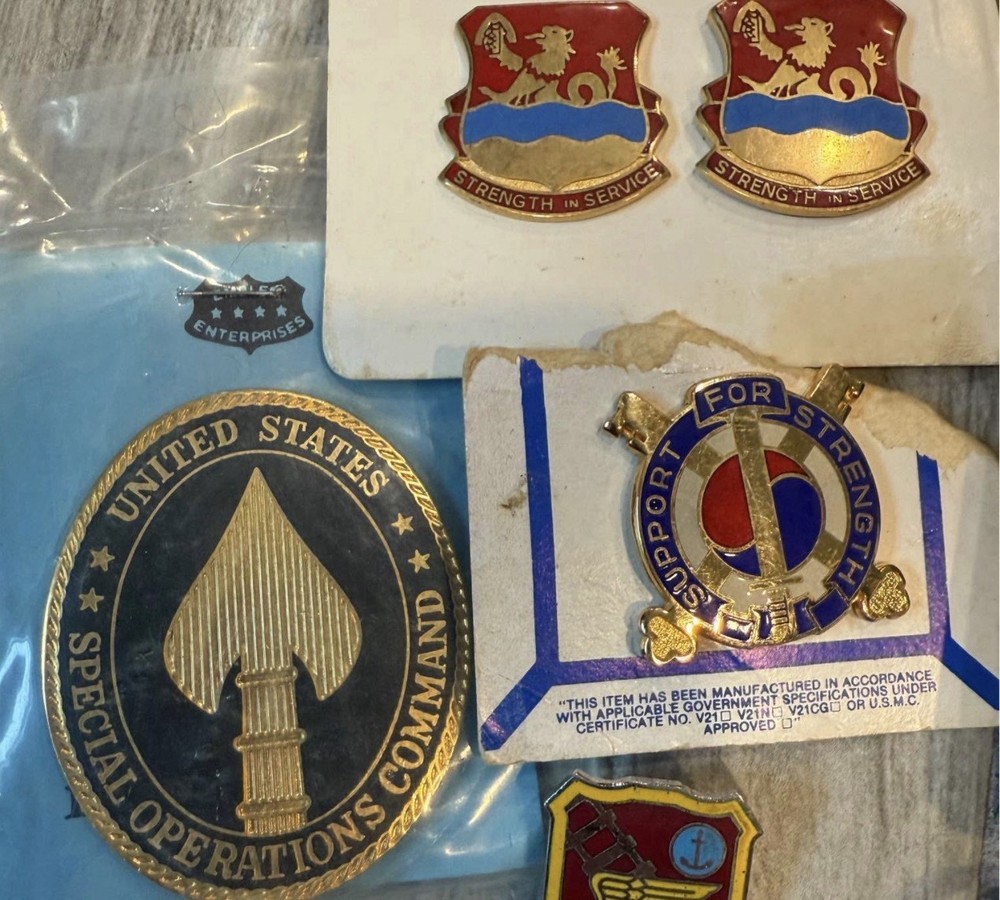 STRENGTH IN SERVICE
STRENGTH IN SERVICE
ENTERPRISES
UNITED STATES
SPECIAL OPERATIONS COMMAND
SUPPORT FOR STRENGTH
"THIS ITEM HAS BEEN MANUFACTURED IN ACCORDANCE
WITH APPLICABLE GOVERNMENT SPECIFICATIONS UNDER
CERTIFICATE NO. V21□ V21N□ V21CG□ OR U.S.M.C.
APPROVED □"